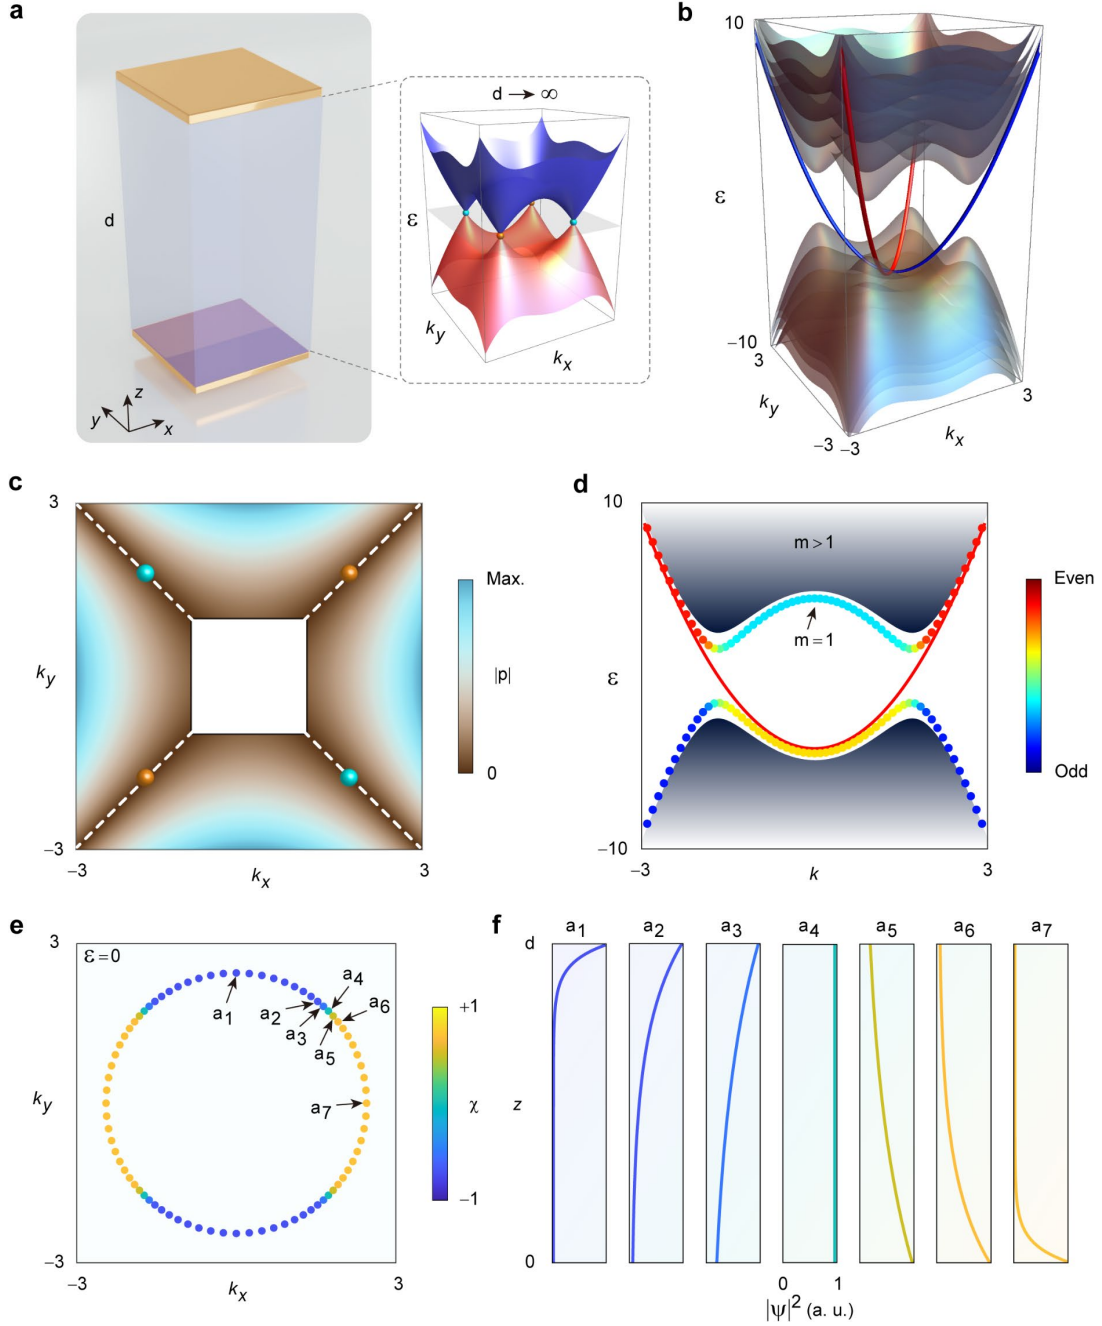 a
d
z
y
x
d → ∞
ε
k_y
k_x
b
10
ε
−10
3
k_y
−3
−3
k_x
3
c
3
k_y
−3
−3
k_x
3
Max.
|p|
0
d
10
m > 1
m = 1
ε
−10
−3
k
3
Even
Odd
e
3
ε = 0
a_1
a_2
a_3
a_4
a_5
a_6
a_7
k_y
−3
−3
k_x
3
+1
χ
−1
f
a_1 a_2 a_3 a_4 a_5 a_6 a_7
d
z
0
0 1
|ψ|² (a. u.)